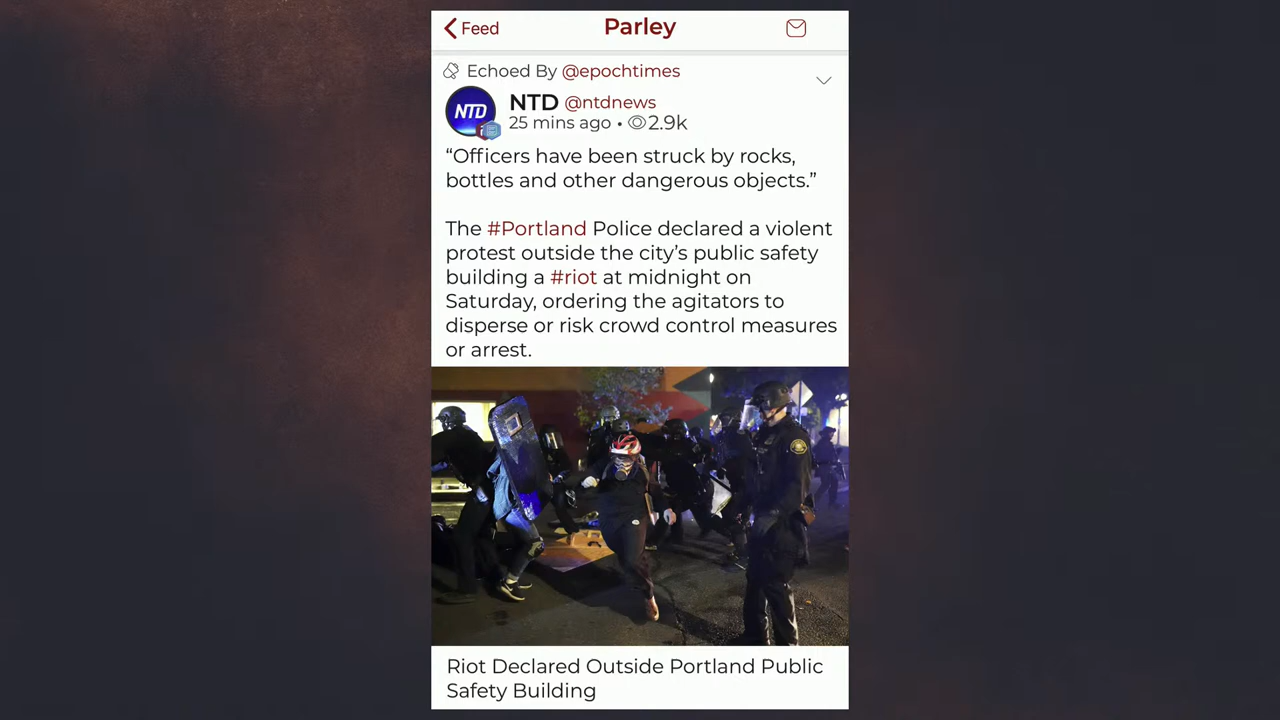 Feed
Parley
Echoed By @epochtimes
NTD
NTD @ntdnews
25 mins ago • 2.9k
“Officers have been struck by rocks,
bottles and other dangerous objects.”
The #Portland Police declared a violent
protest outside the city’s public safety
building a #riot at midnight on
Saturday, ordering the agitators to
disperse or risk crowd control measures
or arrest.
Riot Declared Outside Portland Public
Safety Building